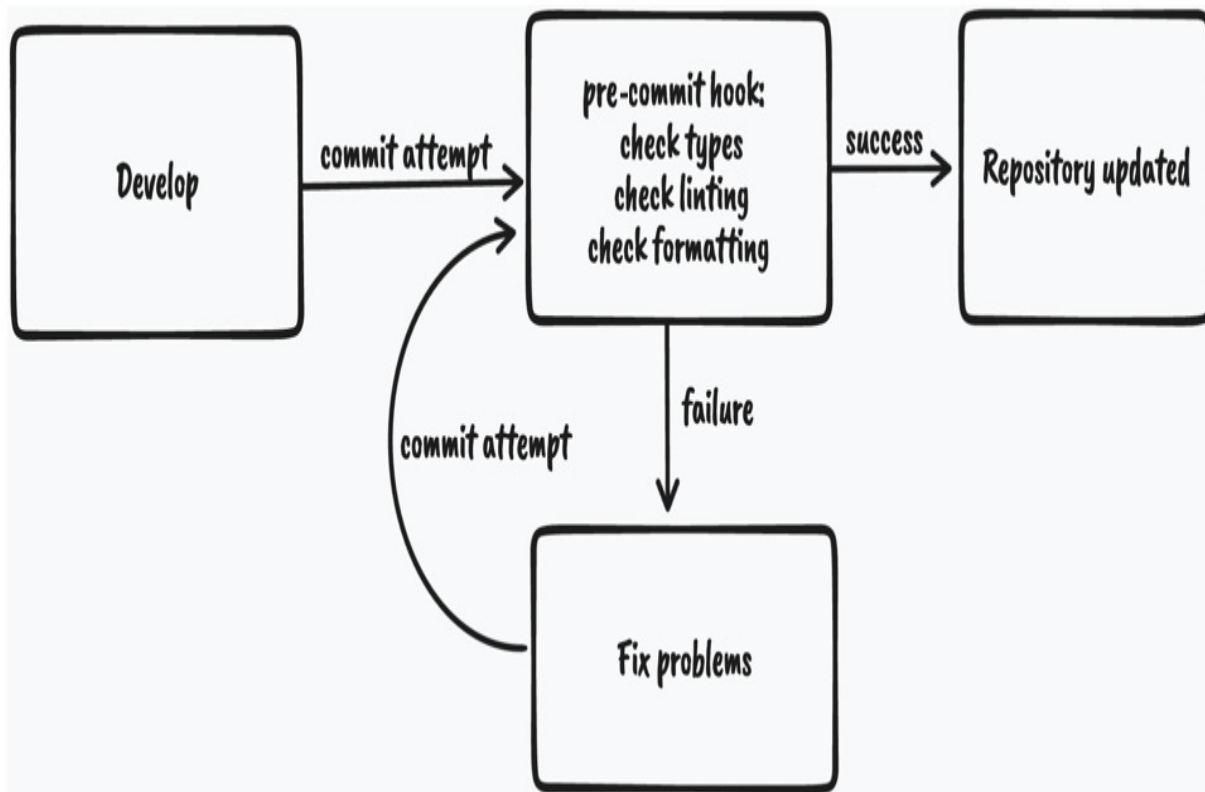 Develop
commit attempt
pre-commit hook:
check types
check linting
check formatting
success
Repository updated
failure
commit attempt
Fix problems